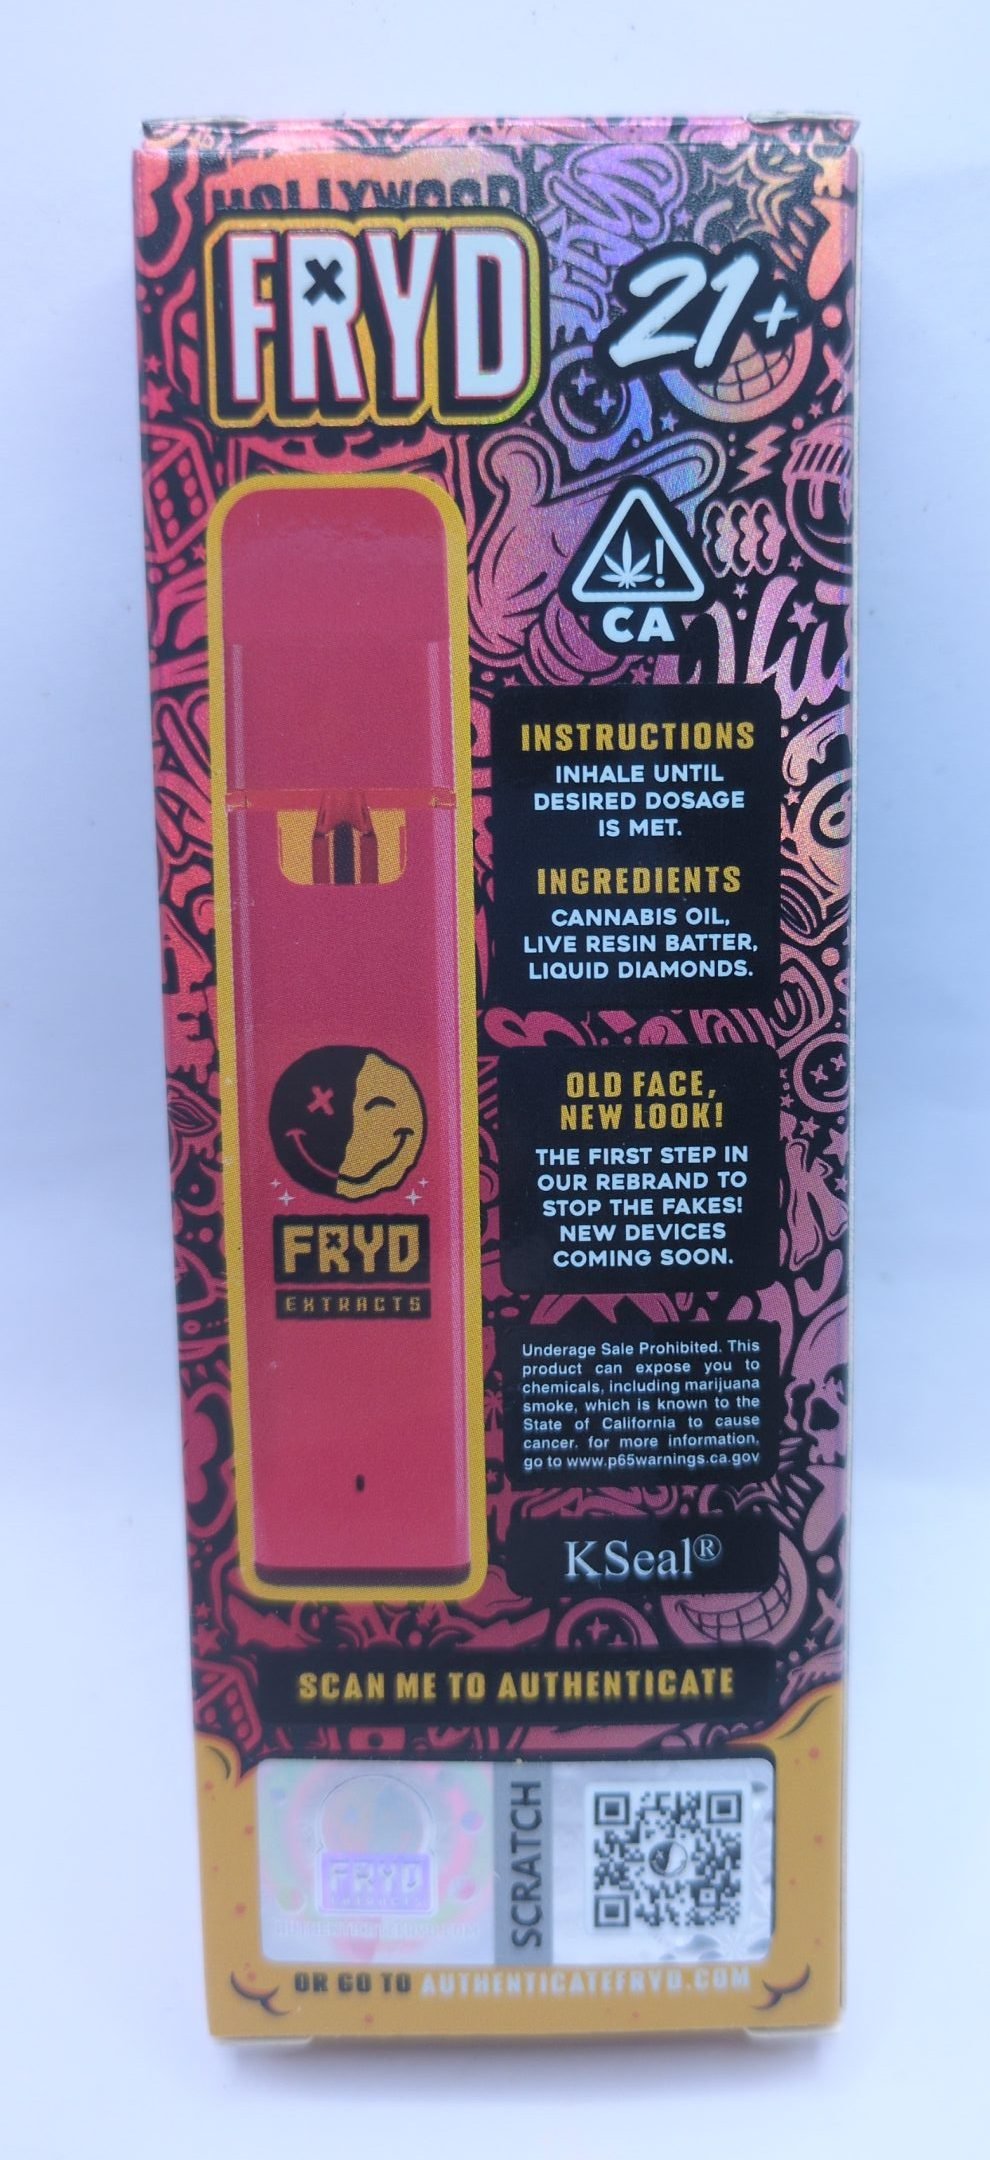 HOLLYWOOD
FRYD
21+
CA
INSTRUCTIONS
INHALE UNTIL
DESIRED DOSAGE
IS MET.
INGREDIENTS
CANNABIS OIL,
LIVE RESIN BATTER,
LIQUID DIAMONDS.
OLD FACE,
NEW LOOK!
THE FIRST STEP IN
OUR REBRAND TO
STOP THE FAKES!
NEW DEVICES
COMING SOON.
FRYD
EXTRACTS
Underage Sale Prohibited. This
product can expose you to
chemicals, including marijuana
smoke, which is known to the
State of California to cause
cancer. for more information,
go to www.p65warnings.ca.gov
KSeal®
SCAN ME TO AUTHENTICATE
FRYD
EXTRACTS
SCRATCH
OR GO TO AUTHENTICATEFRYD.COM